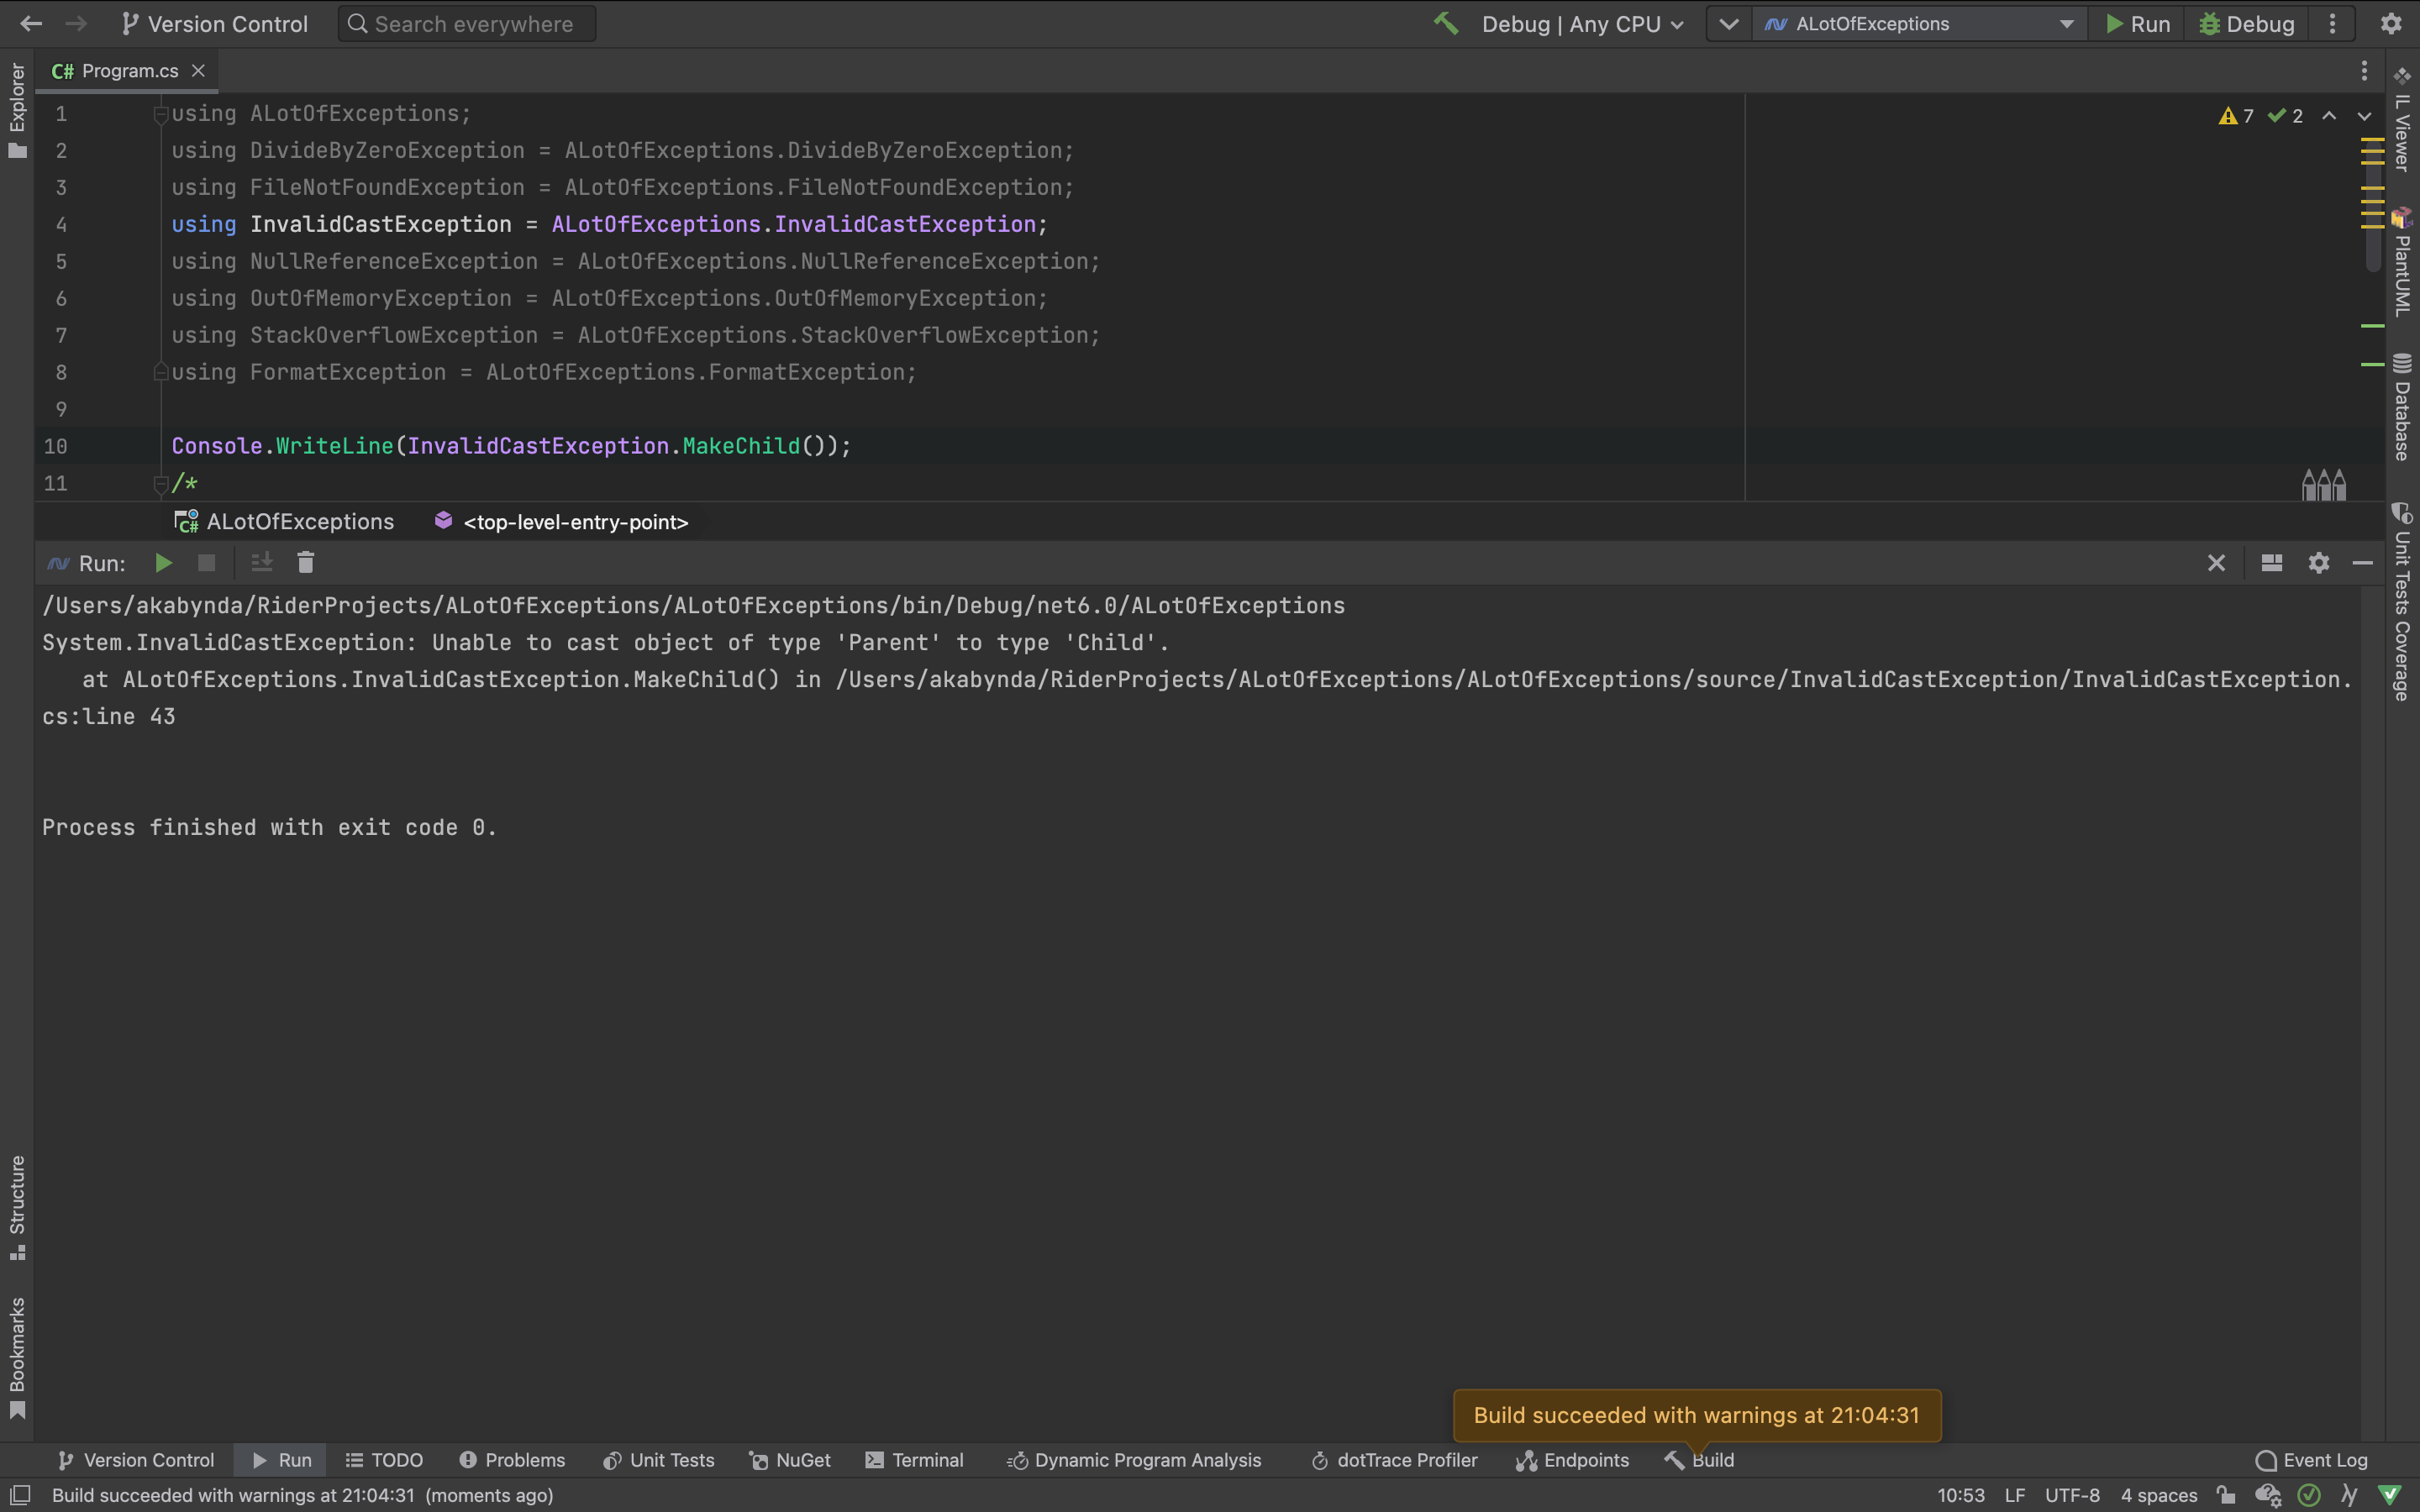 Version Control
Search everywhere
Debug | Any CPU
ALotOfExceptions
Run
Debug
C# Program.cs
Explorer
1 using ALotOfExceptions;
2 using DivideByZeroException = ALotOfExceptions.DivideByZeroException;
3 using FileNotFoundException = ALotOfExceptions.FileNotFoundException;
4 using InvalidCastException = ALotOfExceptions.InvalidCastException;
5 using NullReferenceException = ALotOfExceptions.NullReferenceException;
6 using OutOfMemoryException = ALotOfExceptions.OutOfMemoryException;
7 using StackOverflowException = ALotOfExceptions.StackOverflowException;
8 using FormatException = ALotOfExceptions.FormatException;
9
10 Console.WriteLine(InvalidCastException.MakeChild());
11 /*
7 2
IL Viewer
PlantUML
Database
Unit Tests Coverage
C# ALotOfExceptions <top-level-entry-point>
Run:
/Users/akabynda/RiderProjects/ALotOfExceptions/ALotOfExceptions/bin/Debug/net6.0/ALotOfExceptions
System.InvalidCastException: Unable to cast object of type 'Parent' to type 'Child'.
at ALotOfExceptions.InvalidCastException.MakeChild() in /Users/akabynda/RiderProjects/ALotOfExceptions/ALotOfExceptions/source/InvalidCastException/InvalidCastException.
cs:line 43
Process finished with exit code 0.
Structure
Bookmarks
Build succeeded with warnings at 21:04:31
Version Control
Run
TODO
Problems
Unit Tests
NuGet
Terminal
Dynamic Program Analysis
dotTrace Profiler
Endpoints
Build
Event Log
Build succeeded with warnings at 21:04:31 (moments ago)
10:53 LF UTF-8 4 spaces